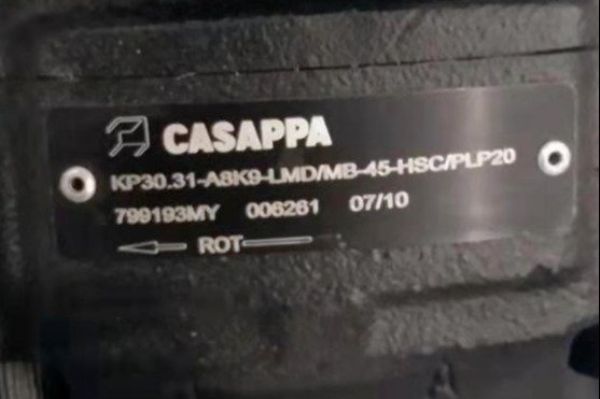 CASAPPA
KP30.31-A8K9-LMD/MB-45-HSC/PLP20
799193MY 006261 07/10
ROT